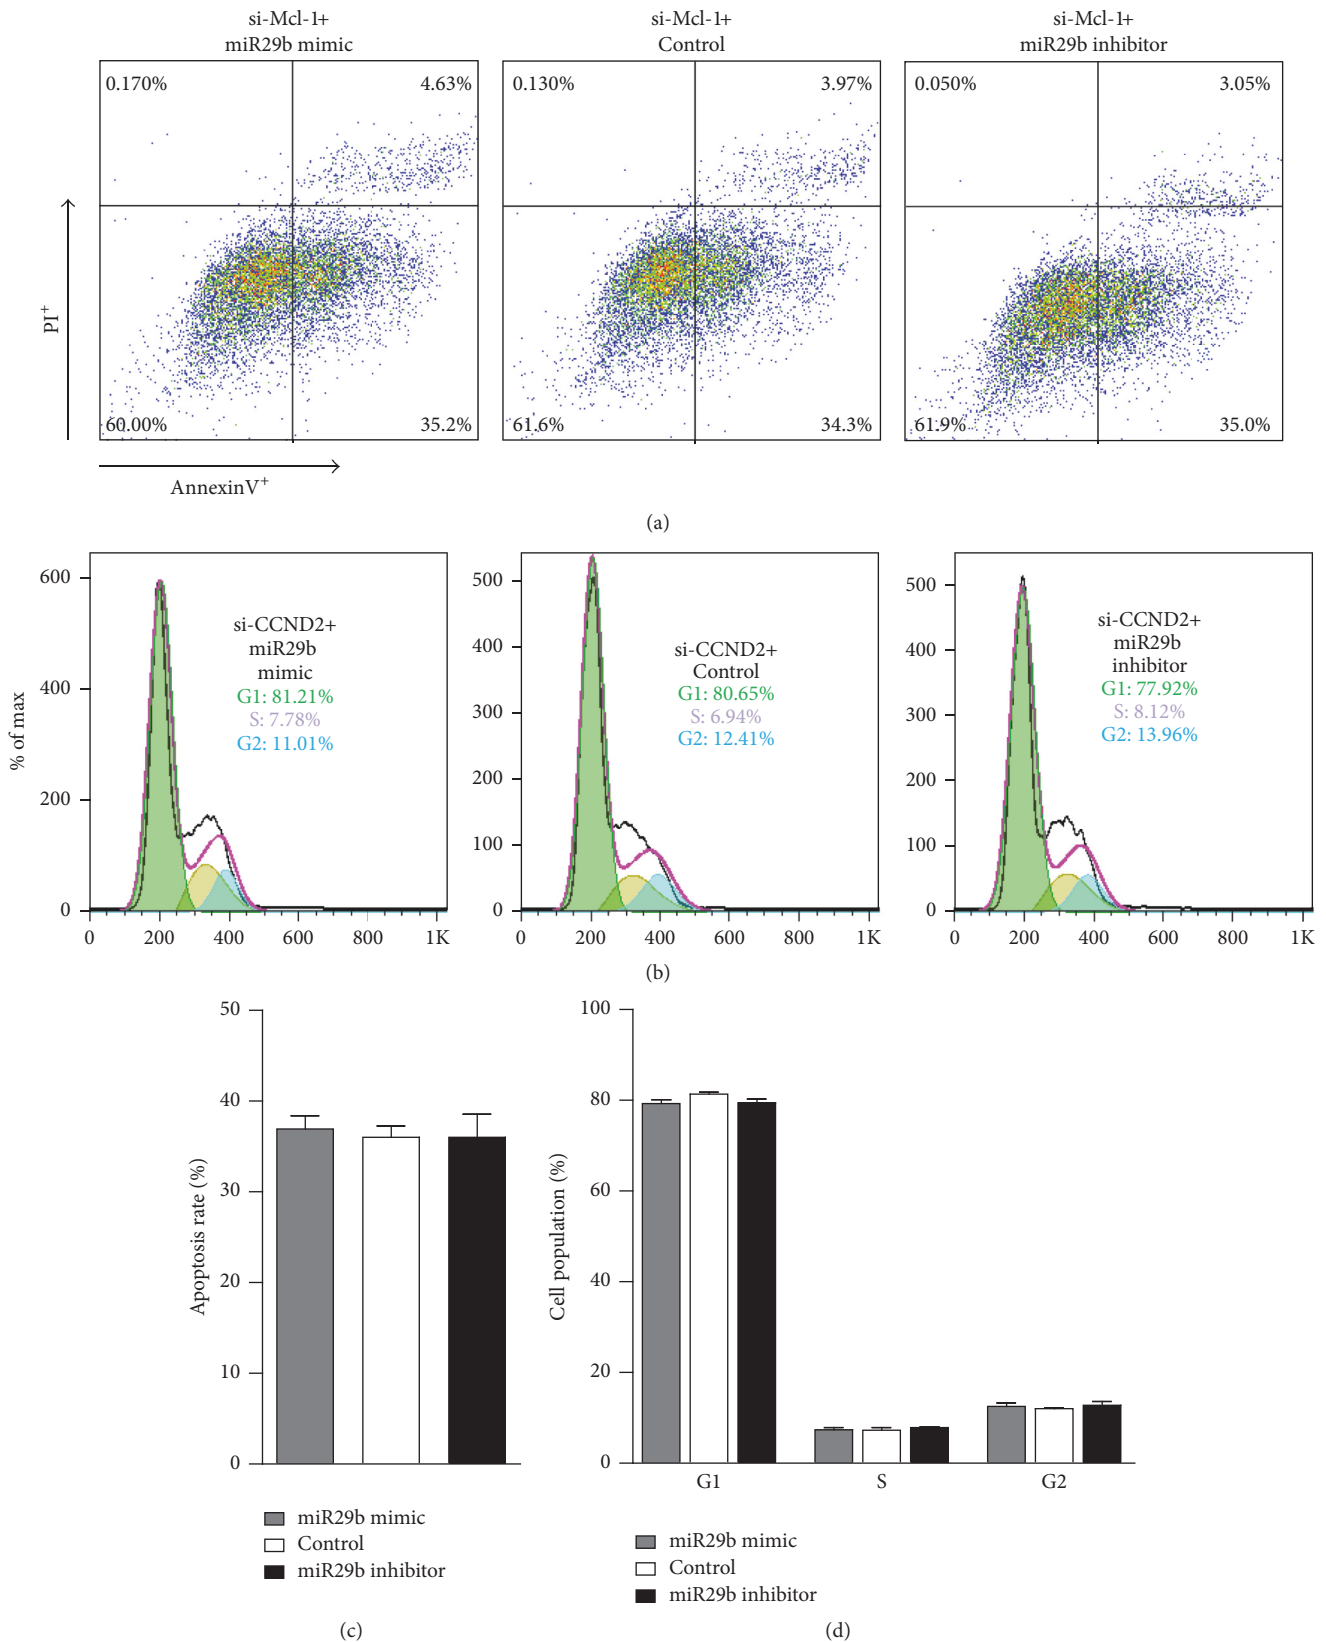 si-Mcl-1+
miR29b mimic
si-Mcl-1+
Control
si-Mcl-1+
miR29b inhibitor
0.170%
4.63%
60.00%
35.2%
0.130%
3.97%
61.6%
34.3%
0.050%
3.05%
61.9%
35.0%
PI+
AnnexinV+
(a)
% of max
600
400
200
0
0 200 400 600 800 1K
si-CCND2+
miR29b
mimic
G1: 81.21%
S: 7.78%
G2: 11.01%
500
400
300
200
100
0
0 200 400 600 800 1K
si-CCND2+
Control
G1: 80.65%
S: 6.94%
G2: 12.41%
500
400
300
200
100
0
0 200 400 600 800 1K
si-CCND2+
miR29b
inhibitor
G1: 77.92%
S: 8.12%
G2: 13.96%
(b)
Apoptosis rate (%)
50
40
30
20
10
0
miR29b mimic
Control
miR29b inhibitor
(c)
Cell population (%)
100
80
60
40
20
0
G1 S G2
miR29b mimic
Control
miR29b inhibitor
(d)